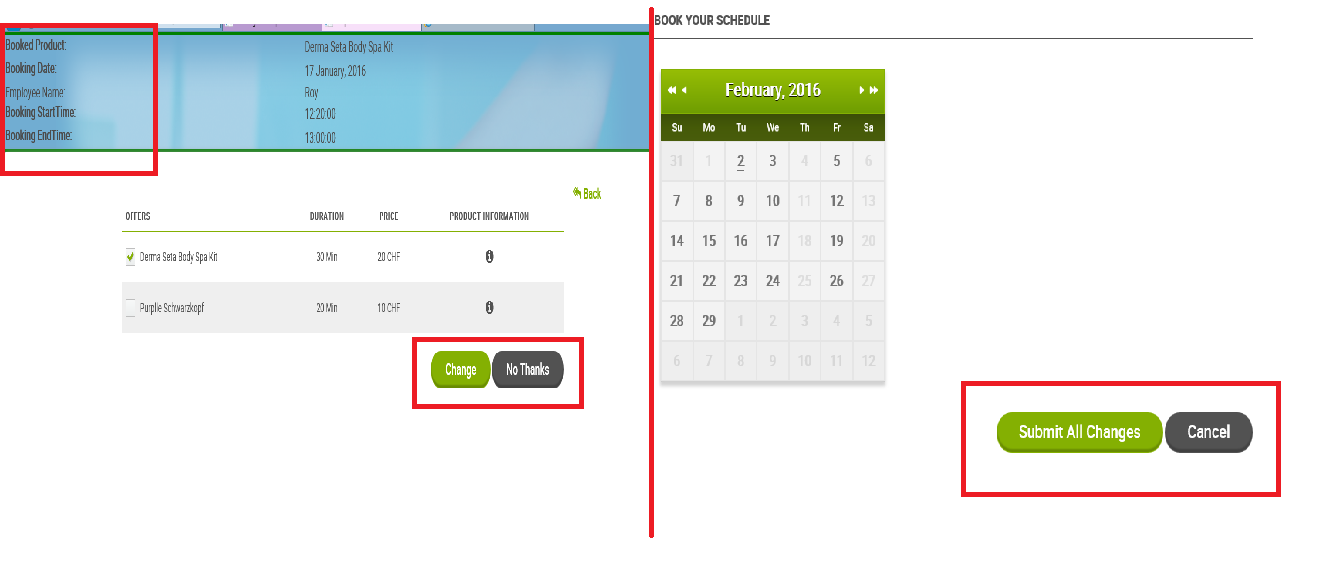 Booked Product: Derma Seta Body Spa Kit
Booking Date: 17 January, 2016
Employee Name: Roy
Booking StartTime: 12:20:00
Booking EndTime: 13:00:00
Back
OFFERS DURATION PRICE PRODUCT INFORMATION
Derma Seta Body Spa Kit 30 Min 20 CHF
Purplle Schwarzkopf 20 Min 10 CHF
Change No Thanks
BOOK YOUR SCHEDULE
February, 2016
Su Mo Tu We Th Fr Sa
31 1 2 3 4 5 6
7 8 9 10 11 12 13
14 15 16 17 18 19 20
21 22 23 24 25 26 27
28 29 1 2 3 4 5
6 7 8 9 10 11 12
Submit All Changes Cancel